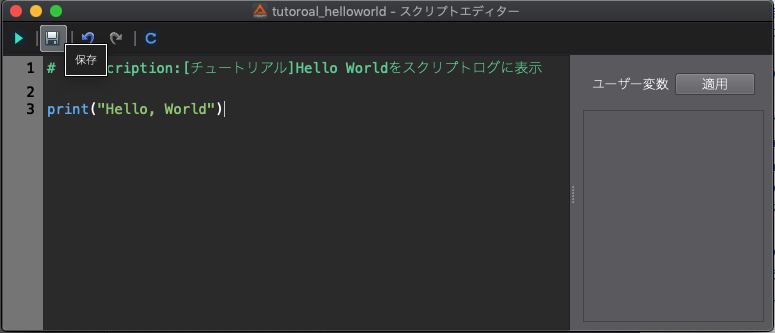 tutoroal_helloworld - スクリプトエディター
保存
1 # cription:[チュートリアル]Hello Worldをスクリプトログに表示
2
3 print("Hello, World")
ユーザー変数 適用